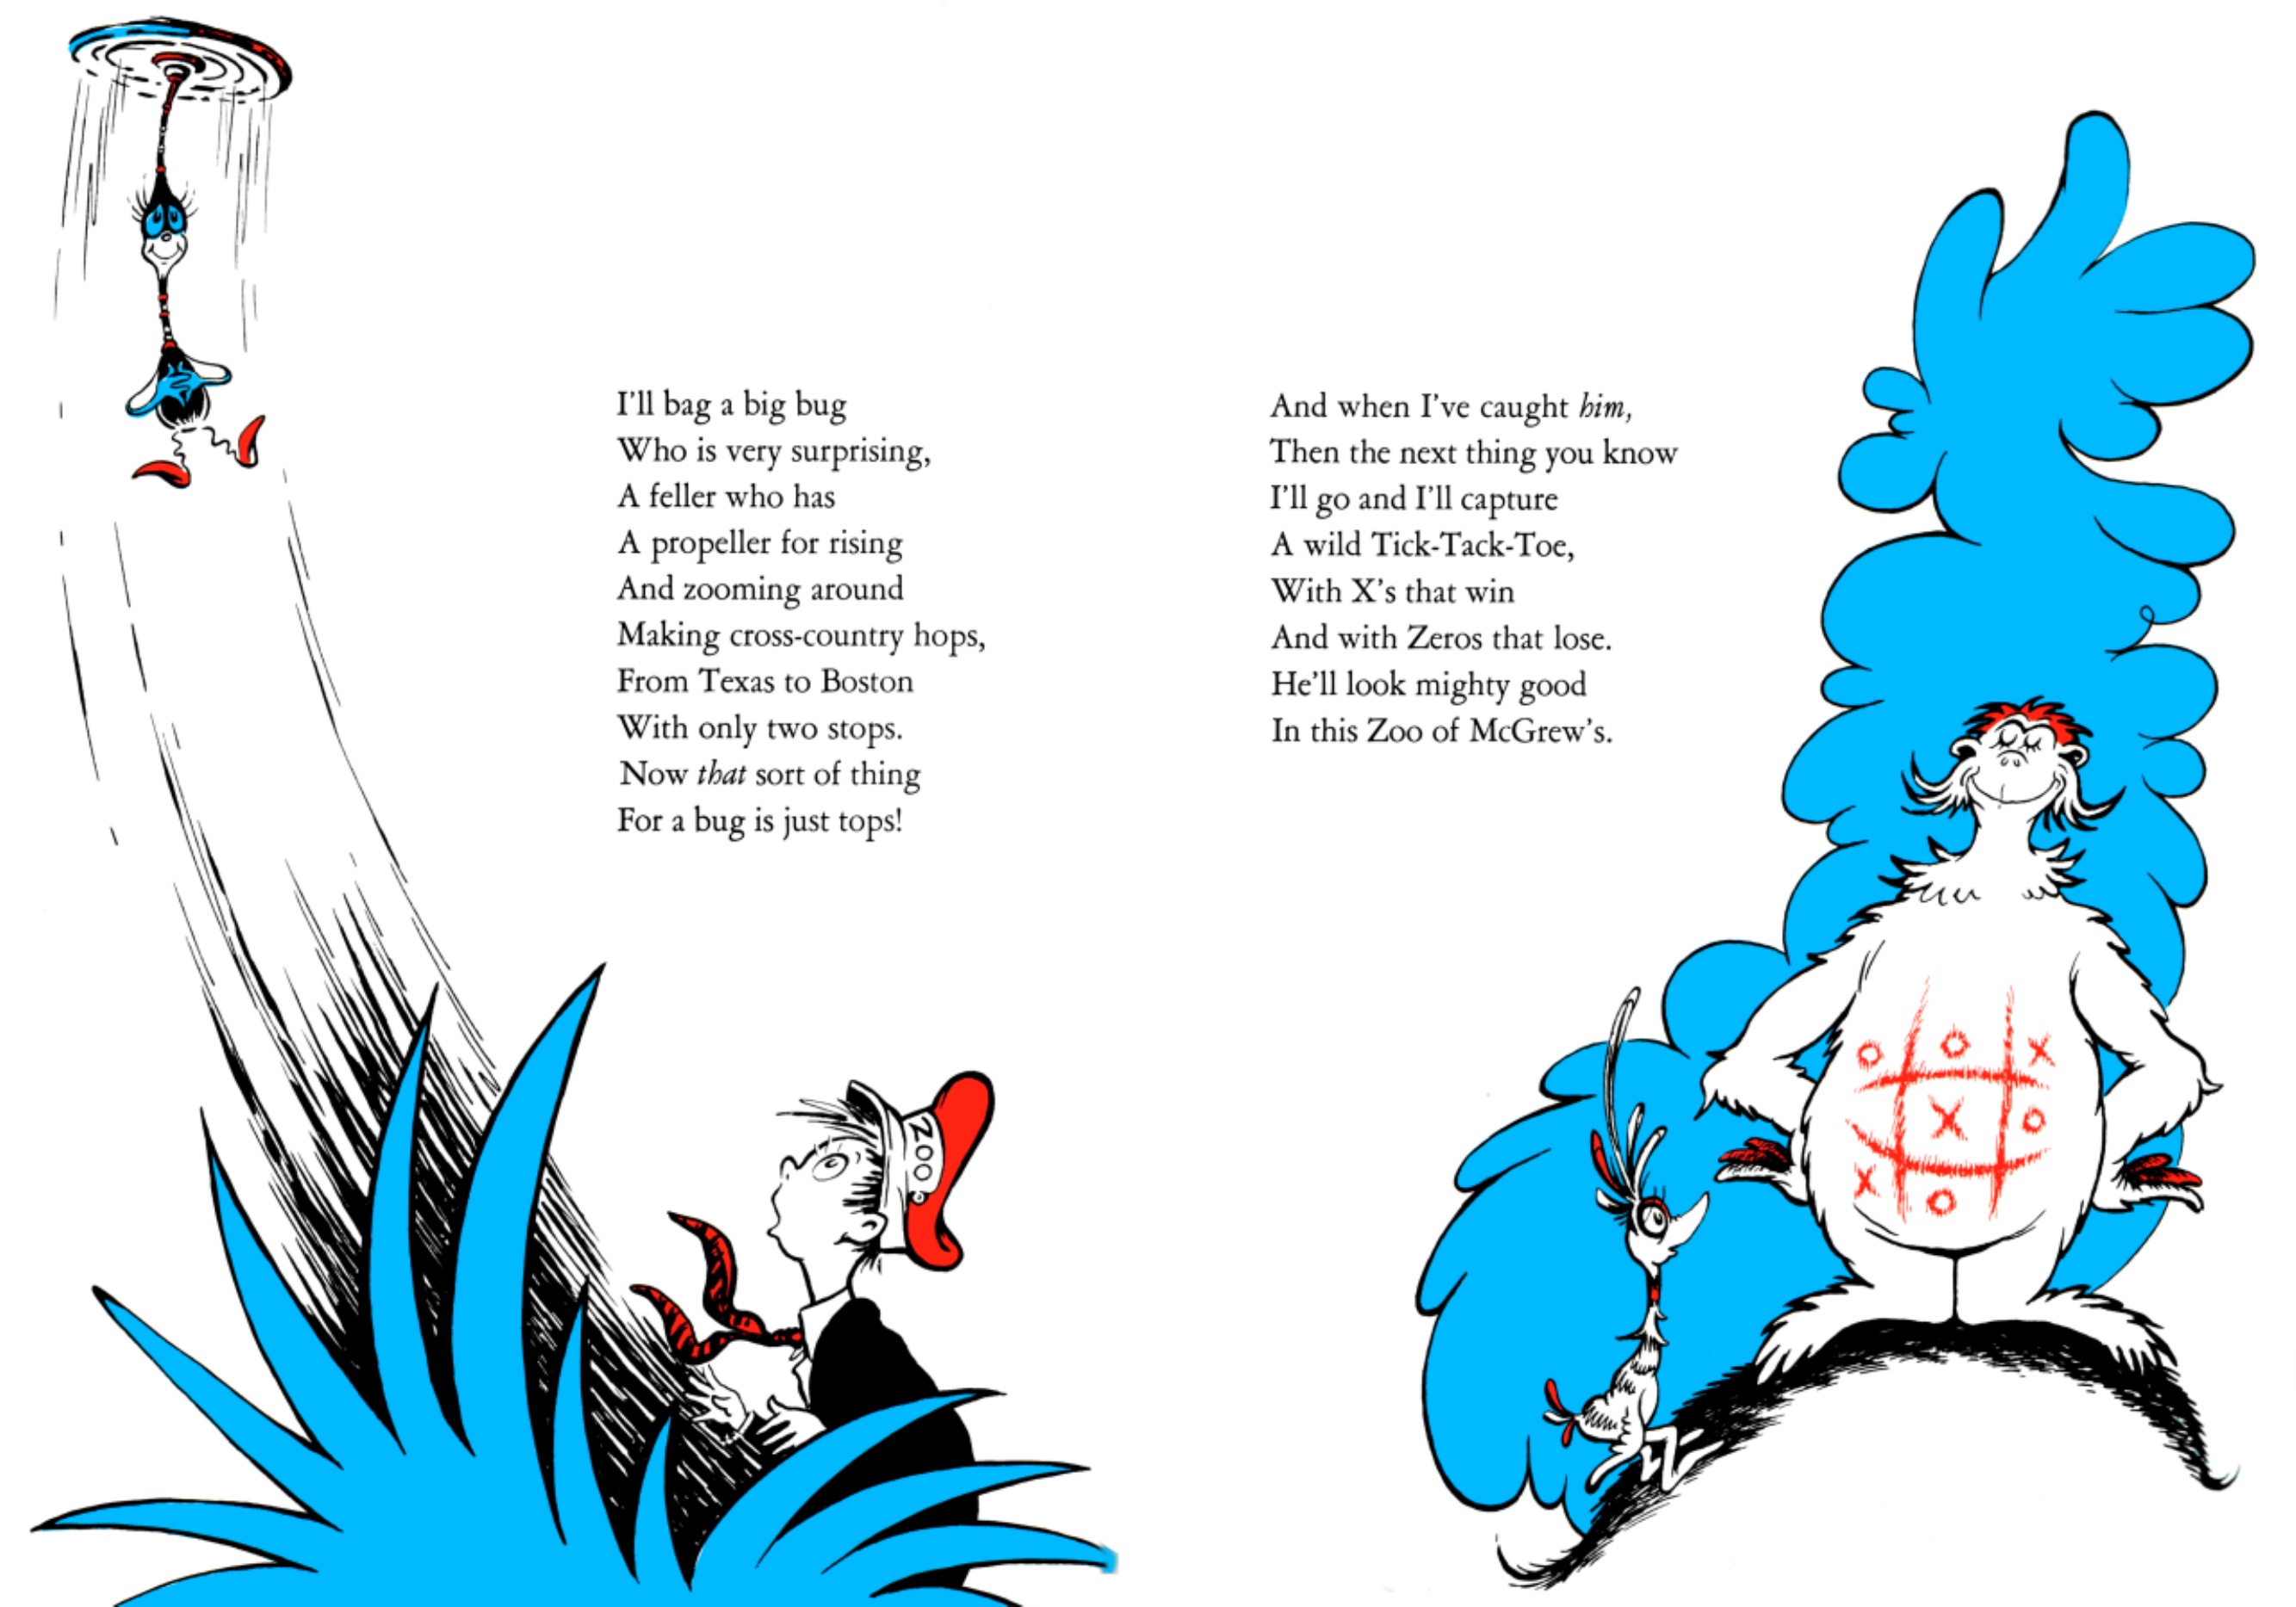 I'll bag a big bug
Who is very surprising,
A feller who has
A propeller for rising
And zooming around
Making cross-country hops,
From Texas to Boston
With only two stops.
Now that sort of thing
For a bug is just tops!
ZOO
And when I've caught him,
Then the next thing you know
I'll go and I'll capture
A wild Tick-Tack-Toe,
With X's that win
And with Zeros that lose.
He'll look mighty good
In this Zoo of McGrew's.
O O X
X O
X O